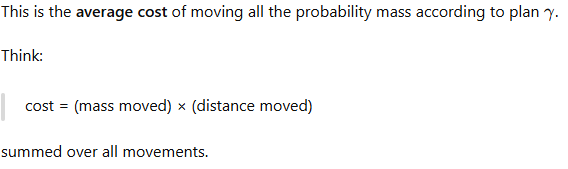 This is the average cost of moving all the probability mass according to plan γ.
Think:
cost = (mass moved) × (distance moved)
summed over all movements.